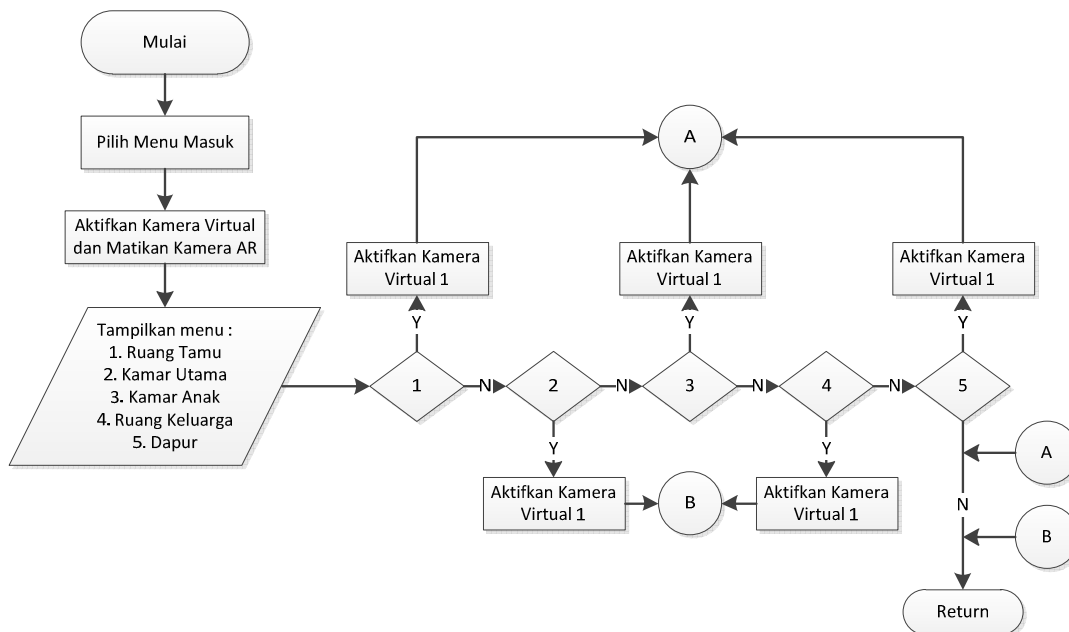 Mulai
Pilih Menu Masuk
Aktifkan Kamera Virtual
dan Matikan Kamera AR
Tampilkan menu :
1. Ruang Tamu
2. Kamar Utama
3. Kamar Anak
4. Ruang Keluarga
5. Dapur
A
Aktifkan Kamera
Virtual 1
Aktifkan Kamera
Virtual 1
Aktifkan Kamera
Virtual 1
Y
Y
Y
1
N
2
N
3
N
4
N
5
Y
Y
A
Aktifkan Kamera
Virtual 1
B
Aktifkan Kamera
Virtual 1
N
B
Return